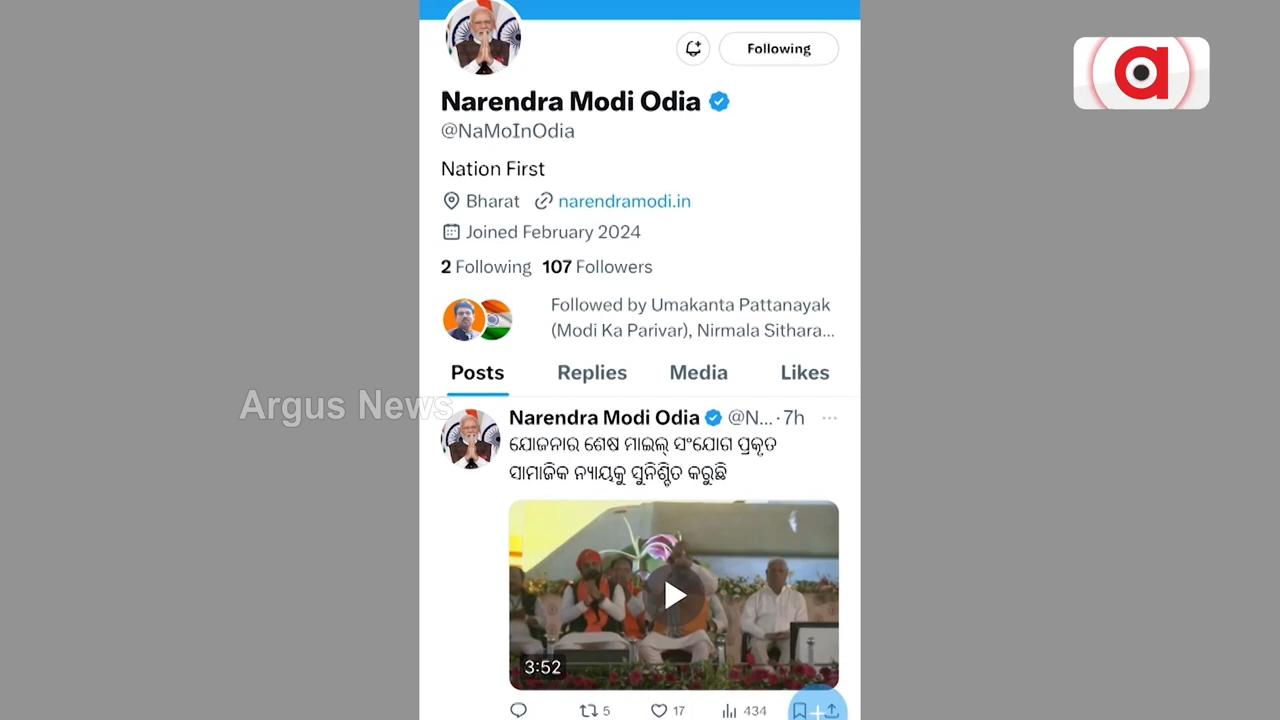 Following
Narendra Modi Odia
@NaMoInOdia
Nation First
Bharat narendramodi.in
Joined February 2024
2 Following 107 Followers
Followed by Umakanta Pattanayak
(Modi Ka Parivar), Nirmala Sithara...
Posts Replies Media Likes
Argus News
Narendra Modi Odia @N... · 7h
ଯୋଜନାର ଶେଷ ମାଇଲ୍ ସଂଯୋଗ ପ୍ରକୃତ
ସାମାଜିକ ନ୍ୟାୟକୁ ସୁନିଶ୍ଚିତ କରୁଛି
3:52
5 17 434